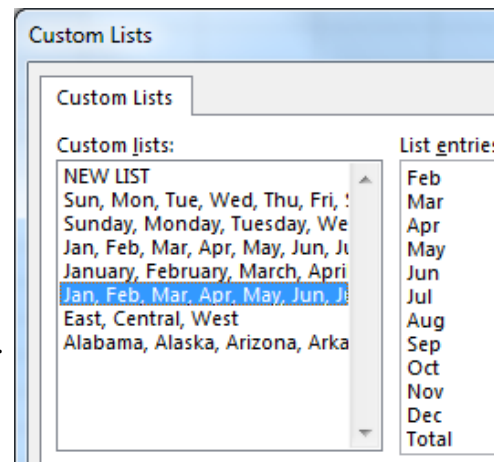 Custom Lists
Custom Lists
Custom lists:
NEW LIST
Sun, Mon, Tue, Wed, Thu, Fri,
Sunday, Monday, Tuesday, We
Jan, Feb, Mar, Apr, May, Jun, Ju
January, February, March, Apri
Jan, Feb, Mar, Apr, May, Jun, Ju
East, Central, West
Alabama, Alaska, Arizona, Arka
List entries
Feb
Mar
Apr
May
Jun
Jul
Aug
Sep
Oct
Nov
Dec
Total